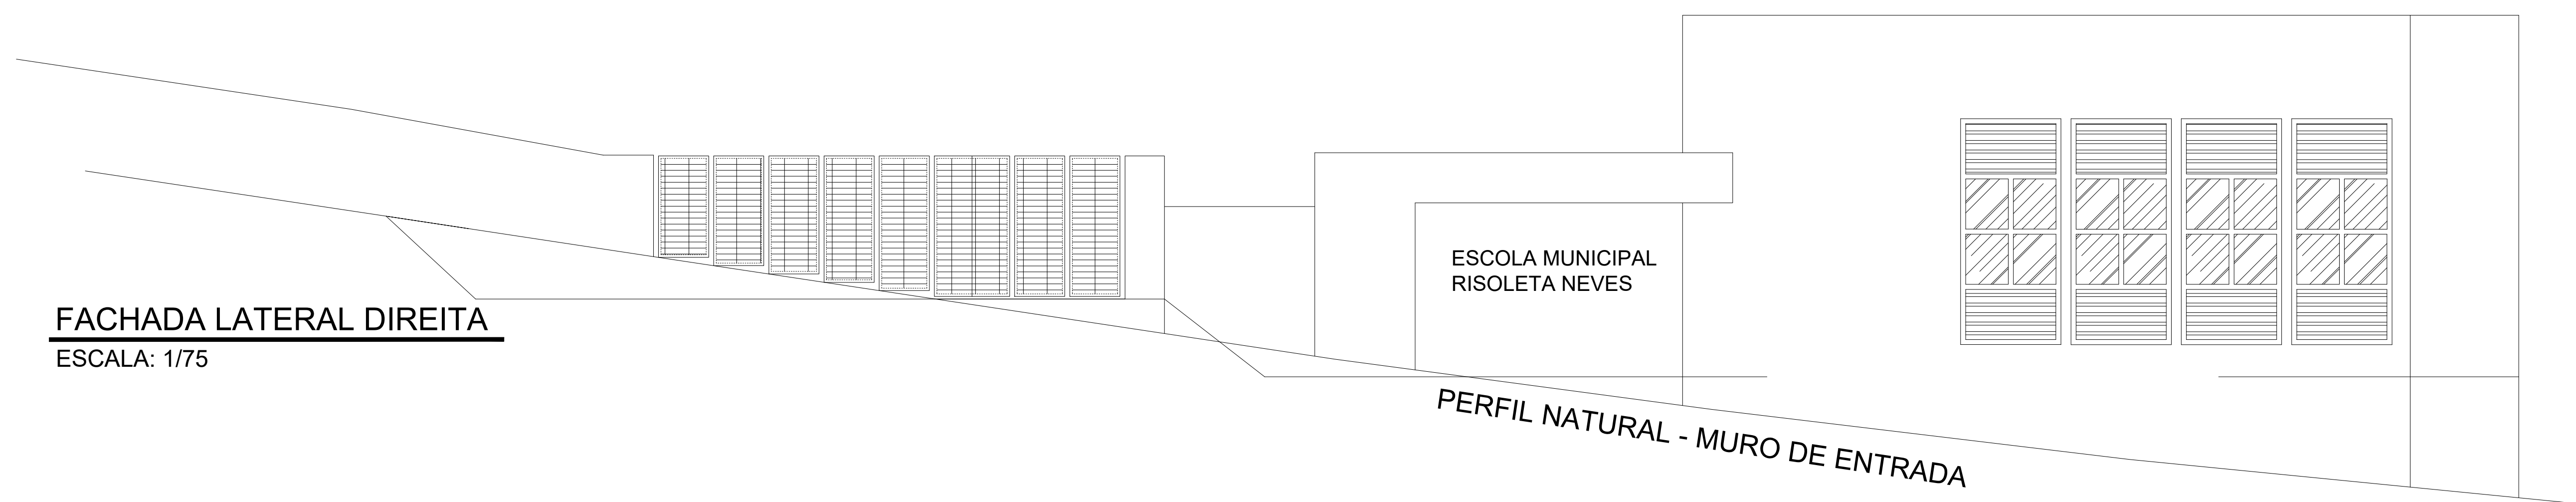 ESCOLA MUNICIPAL
RISOLETA NEVES
FACHADA LATERAL DIREITA
ESCALA: 1/75
PERFIL NATURAL - MURO DE ENTRADA